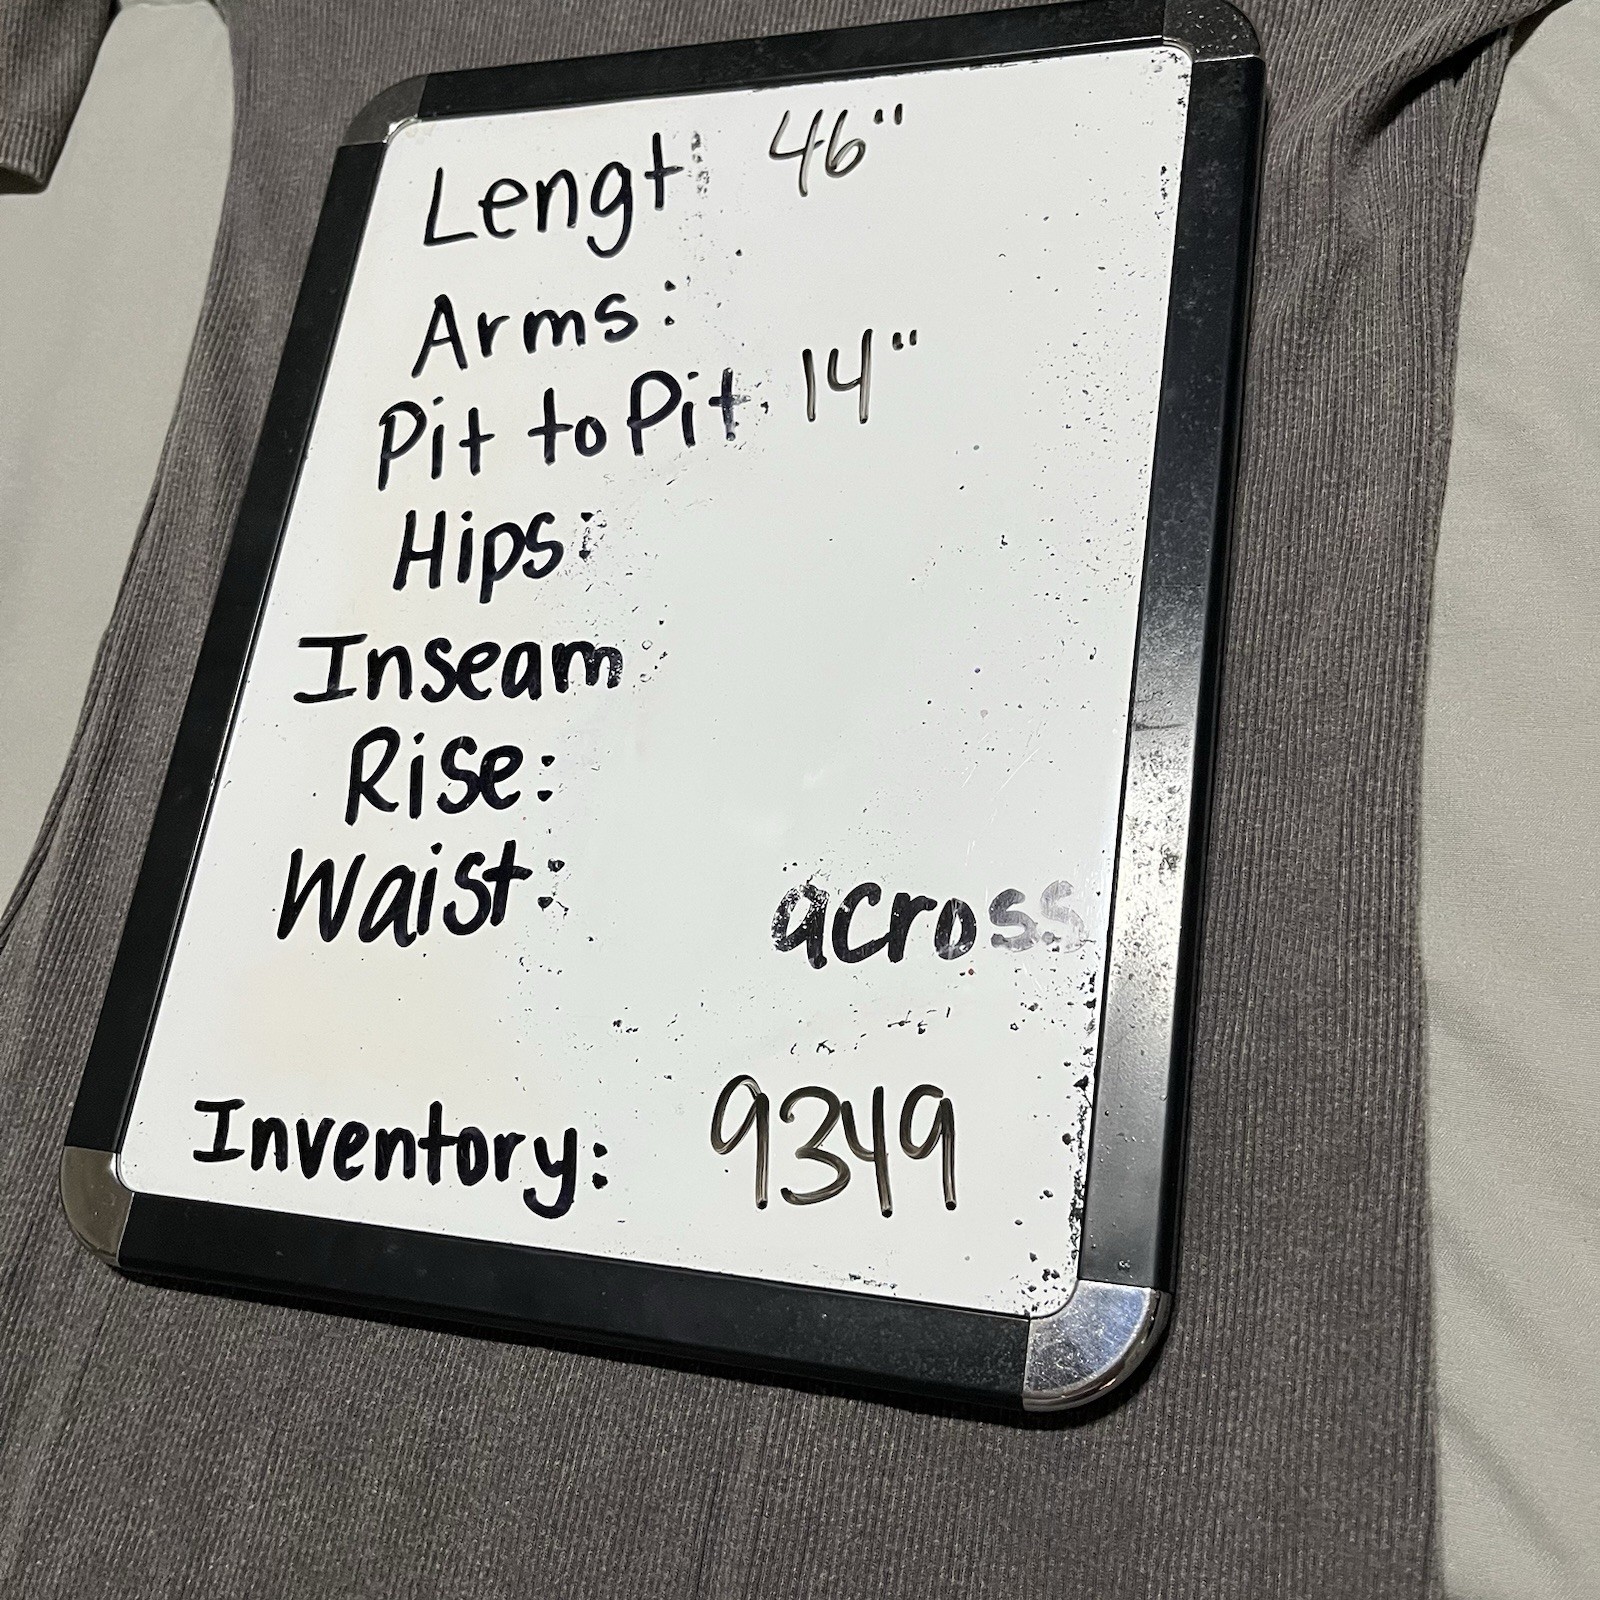 Lengt 46"
Arms:
Pit to Pit: 14"
Hips:
Inseam
Rise:
Waist: across
Inventory: 9349